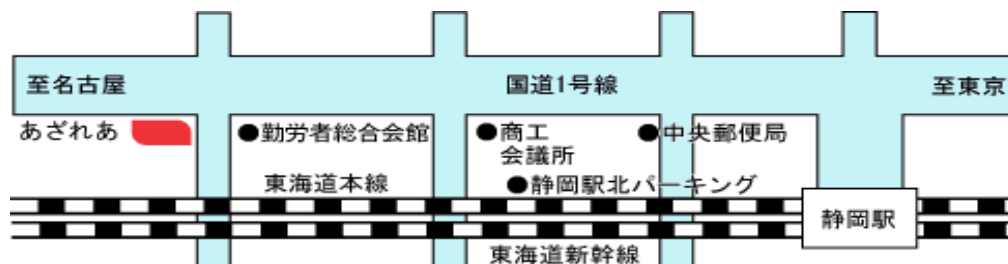 至名古屋
国道1号線
至東京
あざれあ
●勤労者総合会館
●商工
会議所
●中央郵便局
東海道本線
●静岡駅北パーキング
静岡駅
東海道新幹線